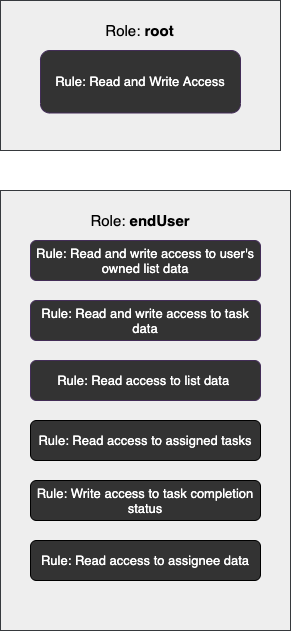 Role: root
Rule: Read and Write Access
Role: endUser
Rule: Read and write access to user's
owned list data
Rule: Read and write access to task
data
Rule: Read access to list data
Rule: Read access to assigned tasks
Rule: Write access to task completion
status
Rule: Read access to assignee data